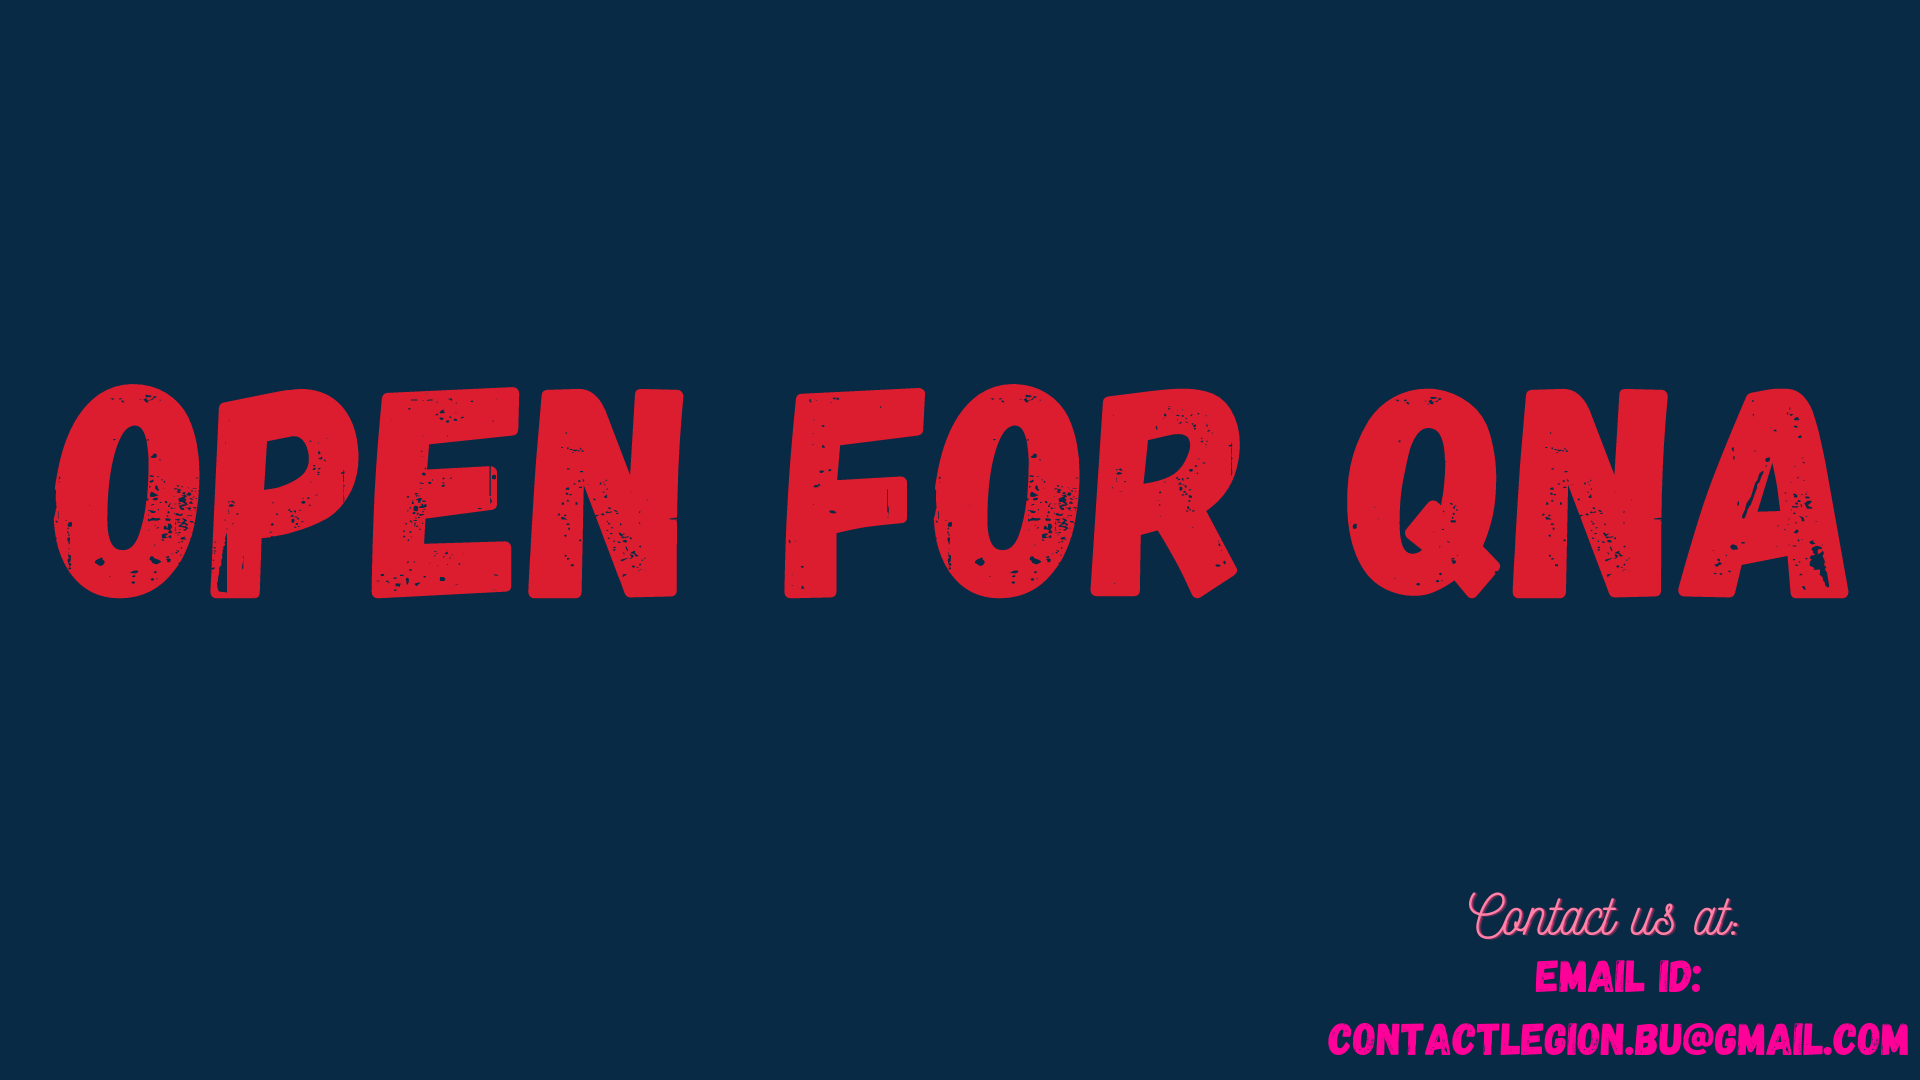 OPEN FOR QNA
Contact us at:
EMAIL ID:
CONTACTLEGION.BU@GMAIL.COM